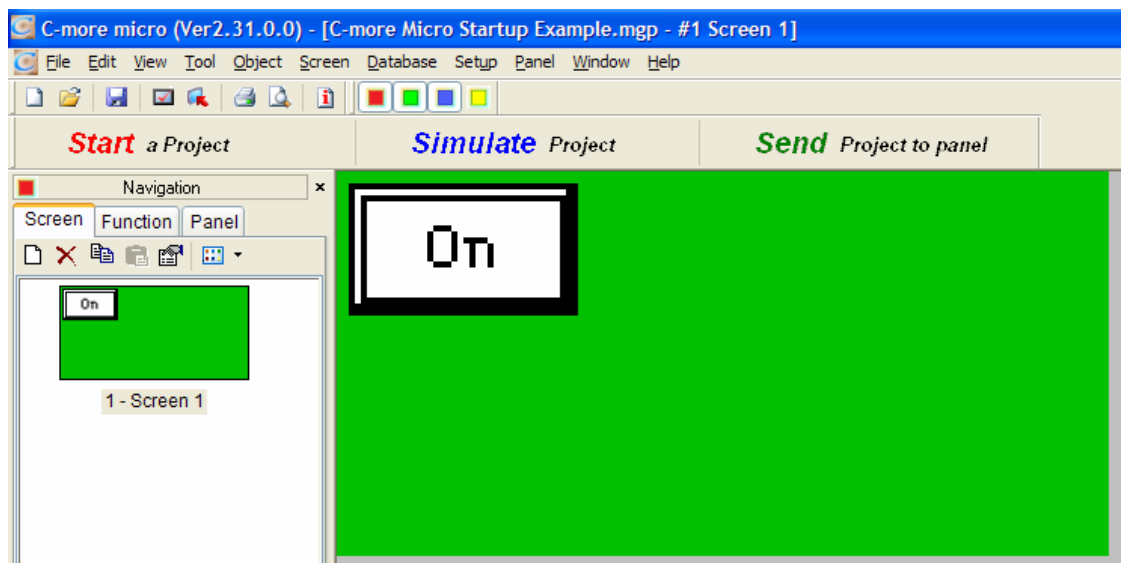 C-more micro (Ver2.31.0.0) - [C-more Micro Startup Example.mgp - #1 Screen 1]
File Edit View Tool Object Screen Database Setup Panel Window Help
Start a Project Simulate Project Send Project to panel
Navigation
Screen Function Panel
On
1 - Screen 1
On